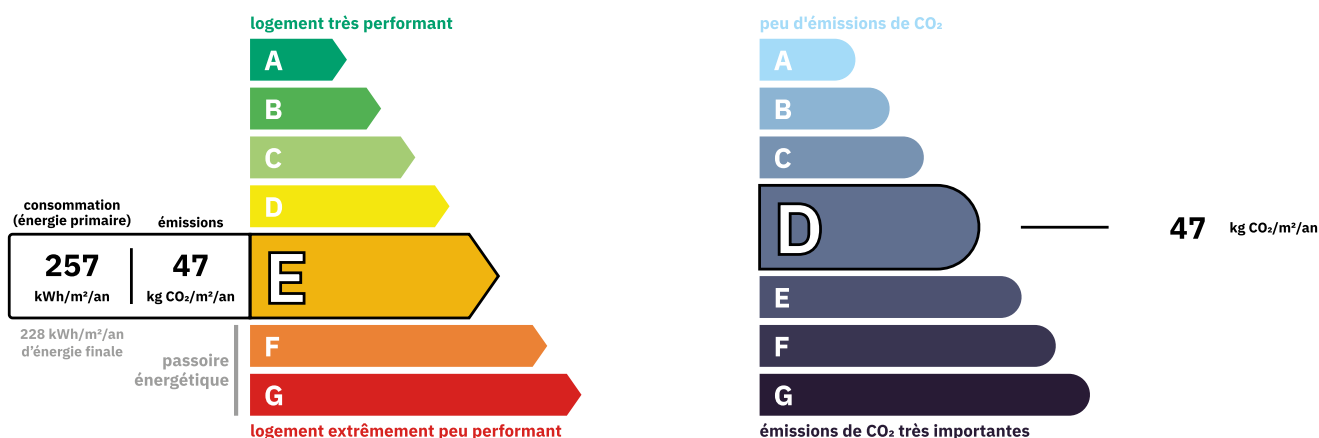 logement très performant
A
B
C
D
consommation
(énergie primaire)
émissions
257
kWh/m²/an
47
kg CO₂/m²/an
E
228 kWh/m²/an
d'énergie finale
passoire
énergétique
F
G
logement extrêmement peu performant
peu d'émissions de CO₂
A
B
C
D
47 kg CO₂/m²/an
E
F
G
émissions de CO₂ très importantes